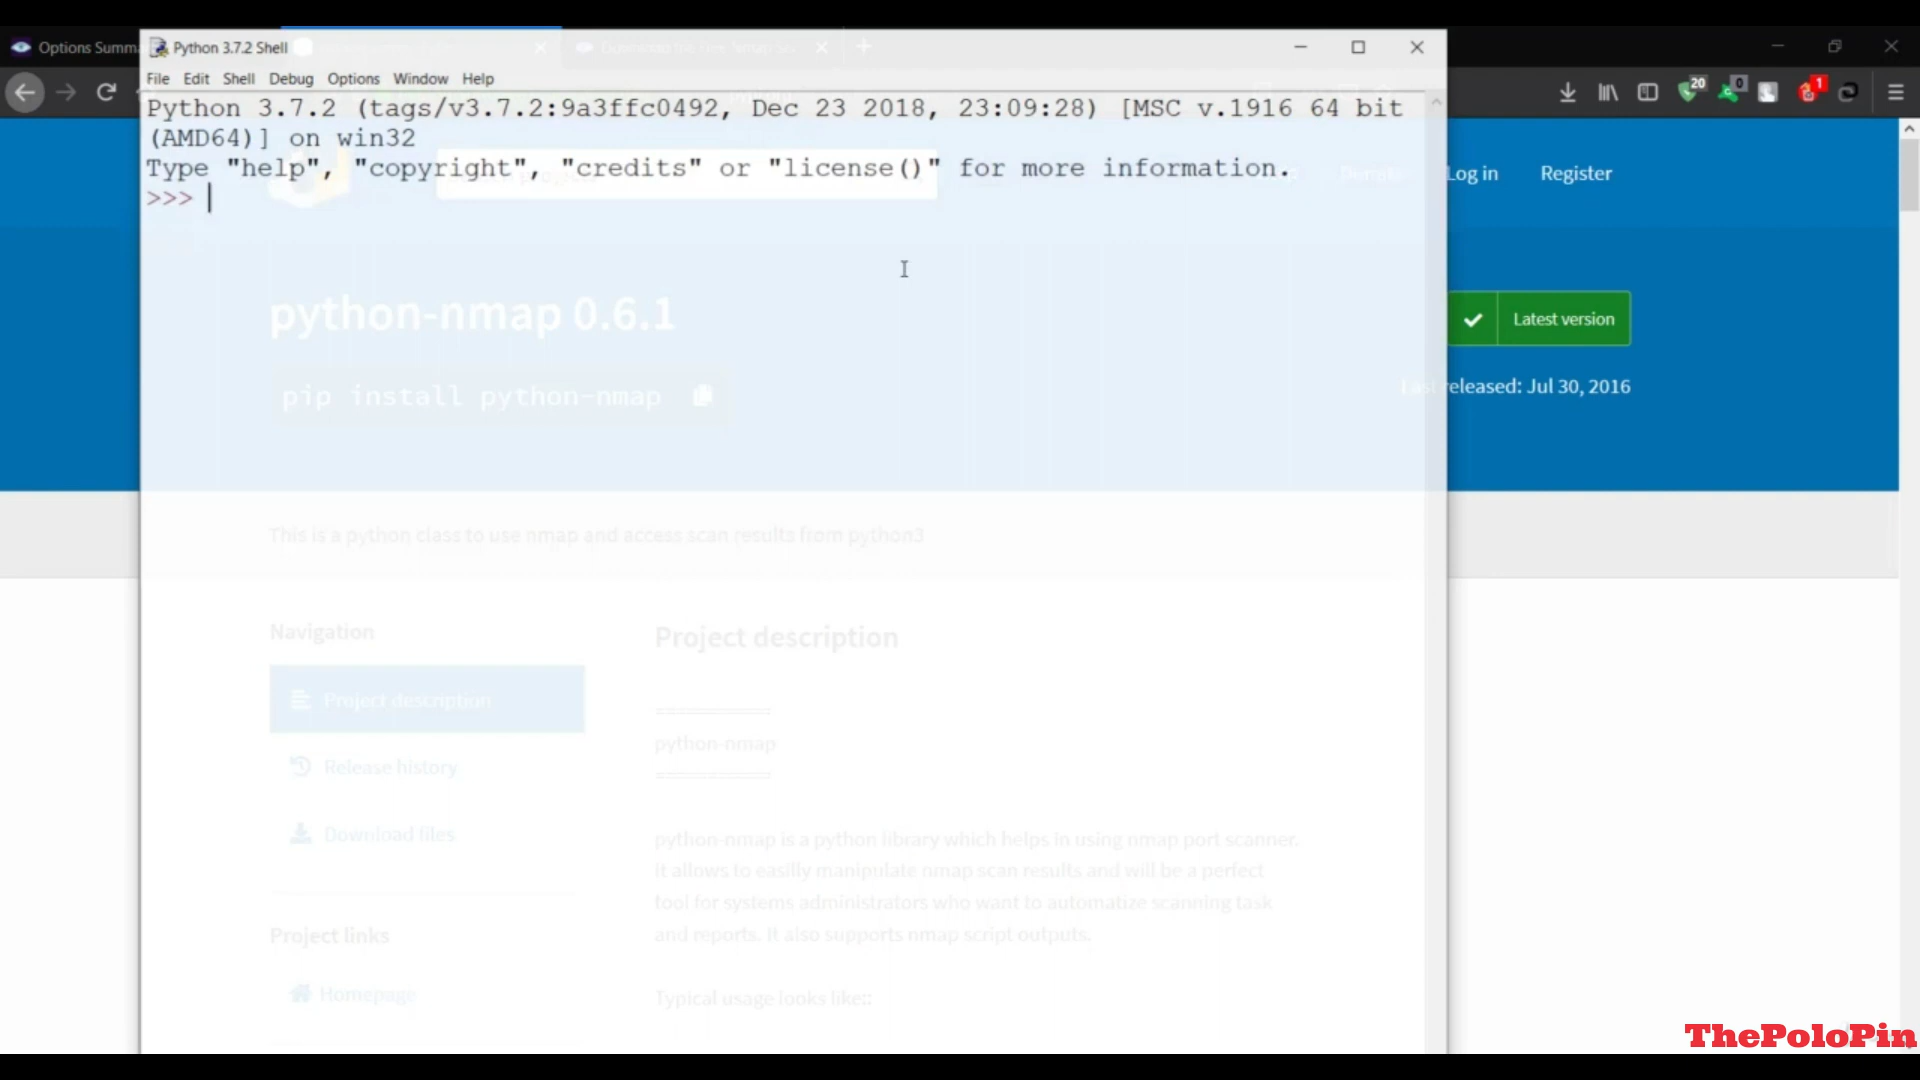 Options Summa
Python 3.7.2 Shell
File Edit Shell Debug Options Window Help
20
0
1
Python 3.7.2 (tags/v3.7.2:9a3ffc0492, Dec 23 2018, 23:09:28) [MSC v.1916 64 bit
(AMD64)] on win32
Type "help", "copyright", "credits" or "license()" for more information.
>>>
Log in Register
python-nmap 0.6.1
Latest version
pip install python-nmap
Last released: Jul 30, 2016
This is a python class to use nmap and access scan results from python3
Navigation
Project description
Project description
Release history
Download files
============
python-nmap
============
python-nmap is a python library which helps in using nmap port scanner.
It allows to easilly manipulate nmap scan results and will be a perfect
tool for systems administrators who want to automatize scanning task
and reports. It also supports nmap script outputs.
Project links
Homepage
Typical usage looks like::
ThePoloPin